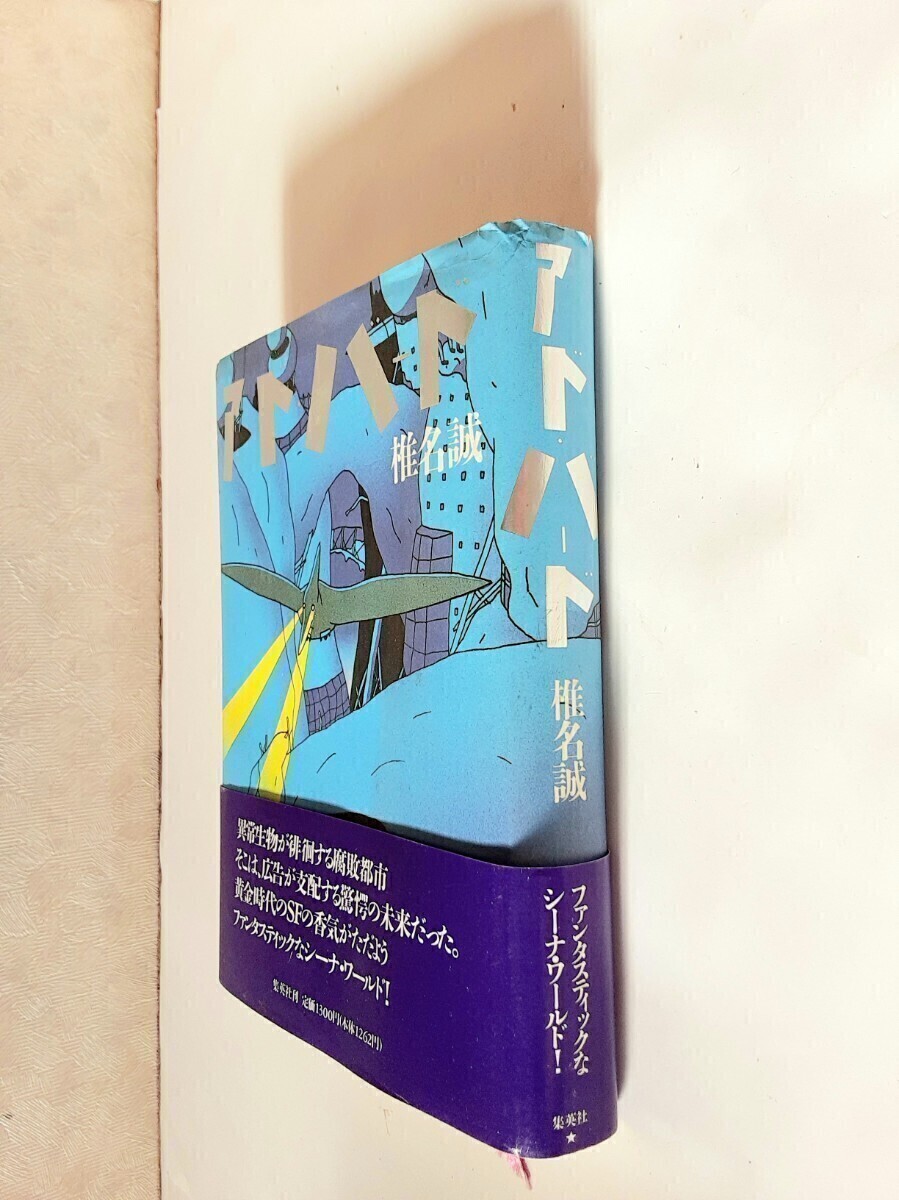 アド・バード
椎名誠
異常生物が徘徊する腐敗都市
そこは、広告が支配する驚愕の未来だった。
黄金時代のSFの香気がただよう
ファンタスティックなシーナ・ワールド!
集英社刊 定価1300円(本体1262円)
アド・バード
椎名誠
ファンタスティックな
シーナ・ワールド!
集英社
★